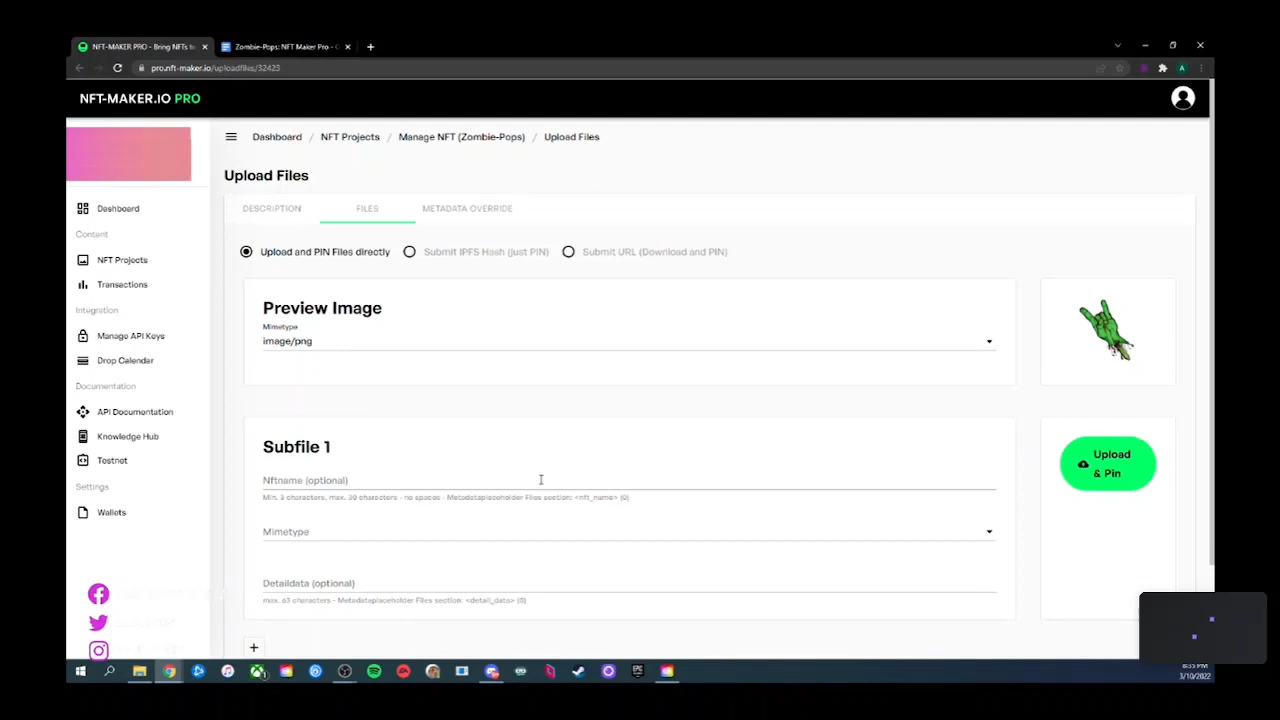 NFT-MAKER PRO - Bring NFTs to
Zombie-Pops: NFT Maker Pro -
pro.nft-maker.io/uploadfiles/32423
NFT-MAKER.IO PRO
Dashboard / NFT Projects / Manage NFT (Zombie-Pops) / Upload Files
Upload Files
DESCRIPTION FILES METADATA OVERRIDE
Dashboard
Content
NFT Projects
Transactions
Integration
Manage API Keys
Drop Calendar
Documentation
API Documentation
Knowledge Hub
Testnet
Settings
Wallets
Upload and PIN Files directly
Submit IPFS Hash (just PIN)
Submit URL (Download and PIN)
Preview Image
Mimetype
image/png
Subfile 1
Nftname (optional)
Min. 3 characters, max. 30 characters - no spaces - Metadataplaceholder Files section: <nft_name> (0)
Mimetype
Detaildata (optional)
max. 63 characters - Metadataplaceholder Files section: <detail_data> (0)
Upload
& Pin
+
8:35 PM
3/10/2022